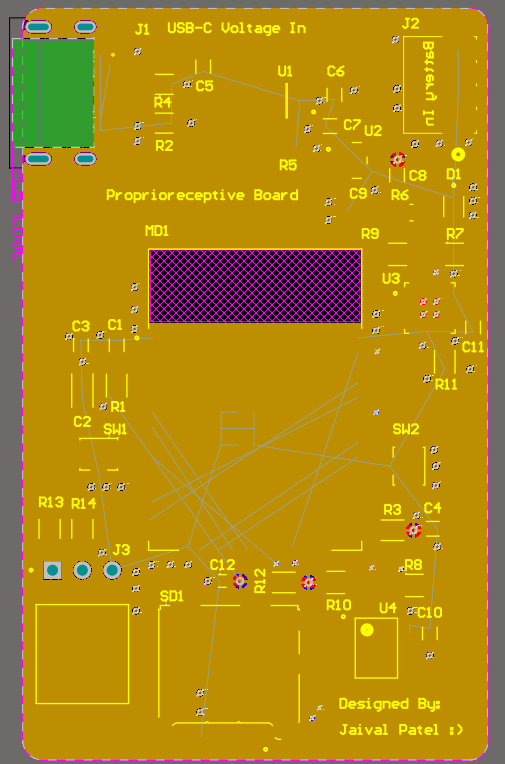 J1
USB-C Voltage In
J2
Battery In
U1
C6
C5
R4
C7
U2
R2
R5
C8
D1
C9
R6
Proprioreceptive Board
MD1
R9
R7
U3
C3
C1
C11
R11
R1
C2
SW1
SW2
R13
R14
R3
C4
J3
C12
R12
R8
SD1
R10
U4
C10
Designed By:
Jaival Patel :)